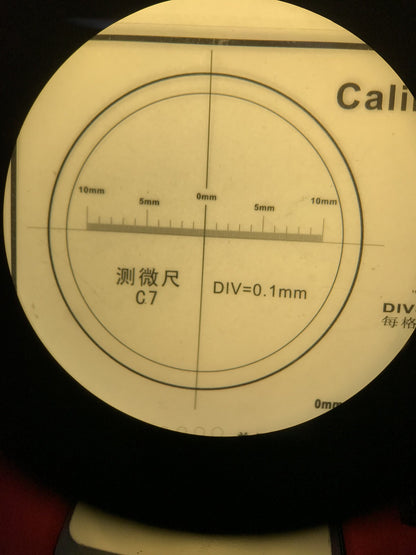 Cali
10mm 5mm 0mm 5mm 10mm
测微尺
C7
DIV=0.1mm
DIV
每格
0mm